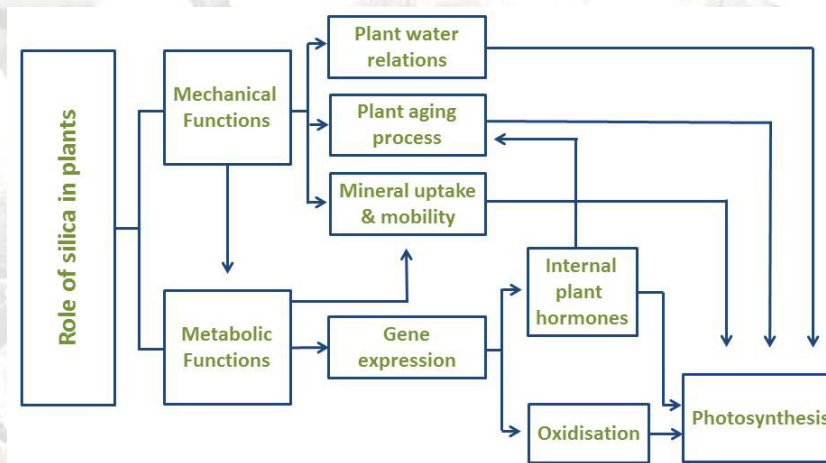 Role of silica in plants
Mechanical
Functions
Metabolic
Functions
Plant water
relations
Plant aging
process
Mineral uptake
& mobility
Gene
expression
Internal
plant
hormones
Oxidisation
Photosynthesis